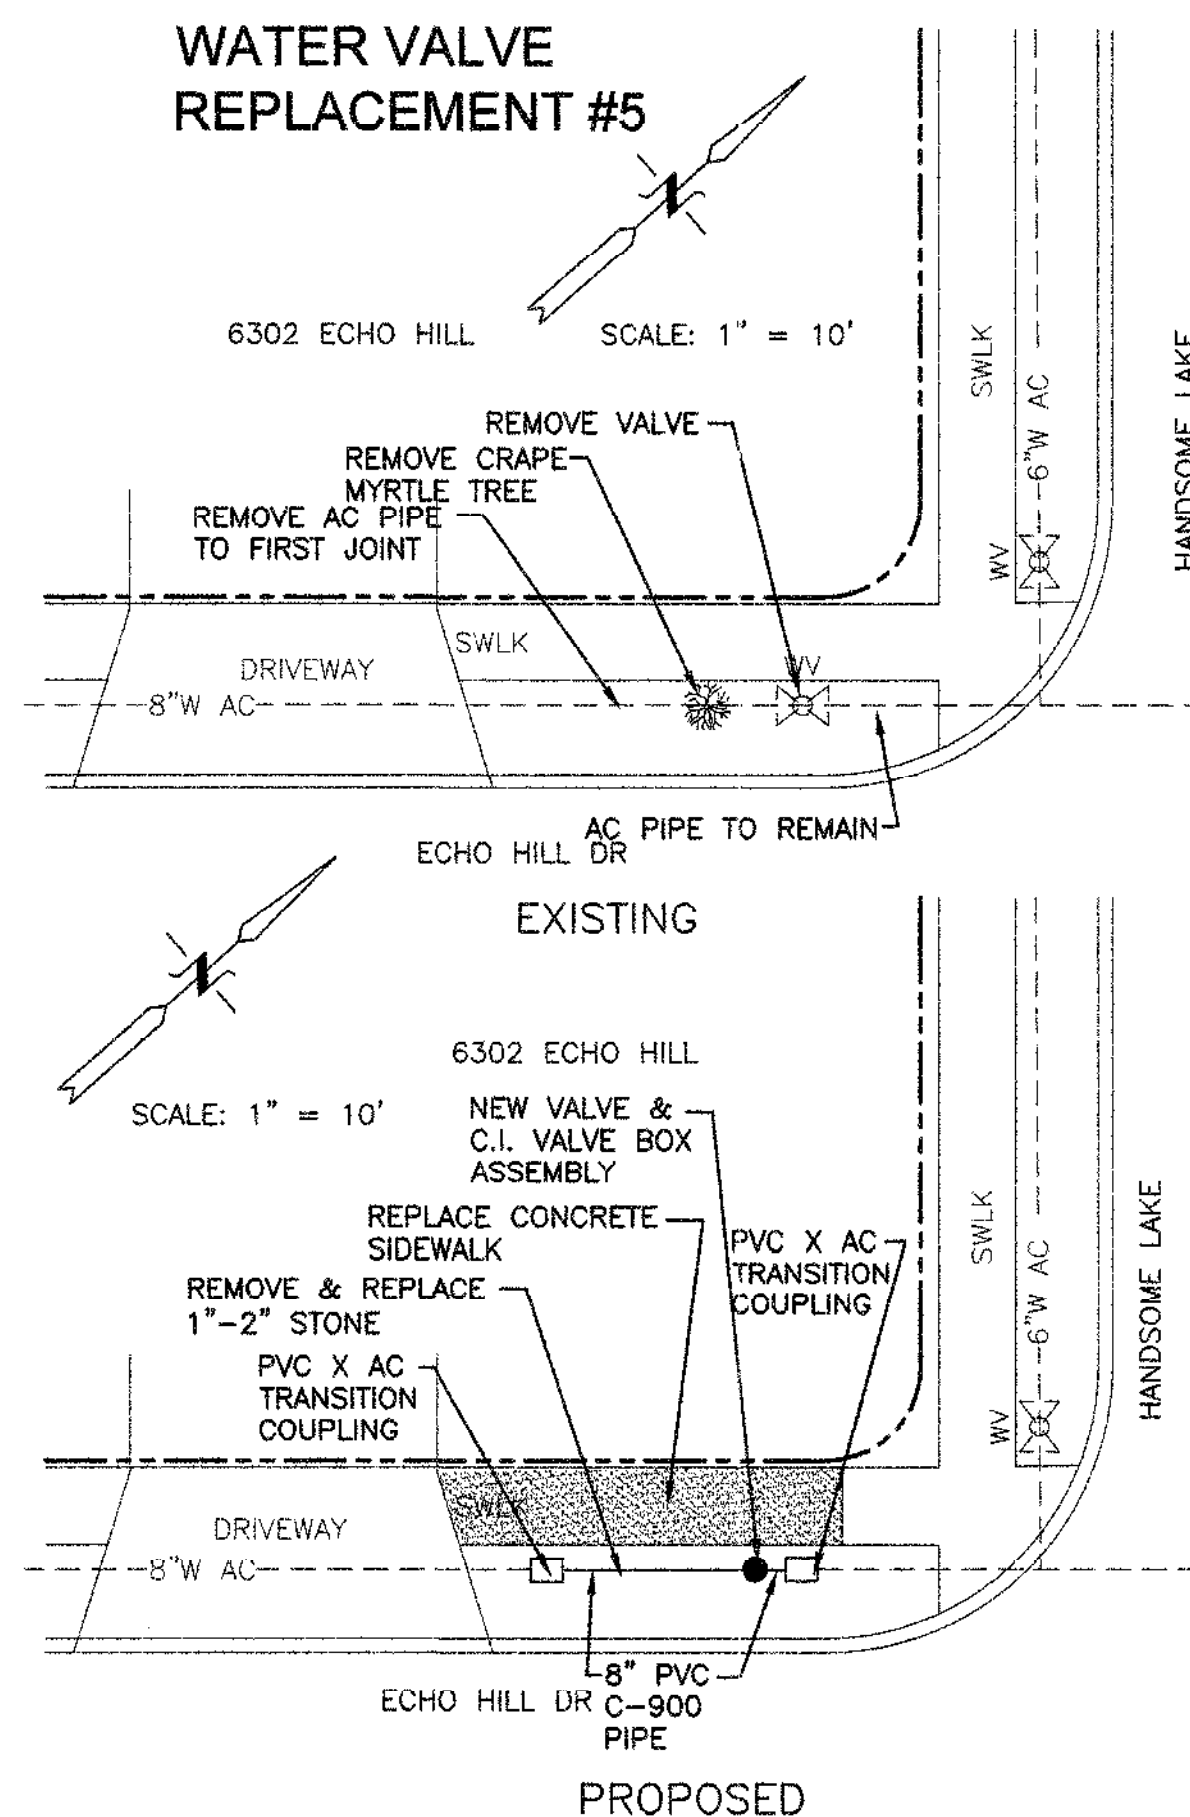 WATER VALVE
REPLACEMENT #5
N
6302 ECHO HILL
SCALE: 1" = 10'
REMOVE VALVE
REMOVE CRAPE
MYRTLE TREE
REMOVE AC PIPE
TO FIRST JOINT
SWLK
6"W AC
HANDSOME LAKE
WV
SWLK
DRIVEWAY
WV
8"W AC
AC PIPE TO REMAIN
ECHO HILL DR
EXISTING
N
6302 ECHO HILL
SCALE: 1" = 10'
NEW VALVE &
C.I. VALVE BOX
ASSEMBLY
REPLACE CONCRETE
SIDEWALK
PVC X AC
TRANSITION
COUPLING
REMOVE & REPLACE
1"-2" STONE
PVC X AC
TRANSITION
COUPLING
SWLK
6"W AC
HANDSOME LAKE
WV
SWLK
DRIVEWAY
8"W AC
8" PVC
C-900
PIPE
ECHO HILL DR
PROPOSED